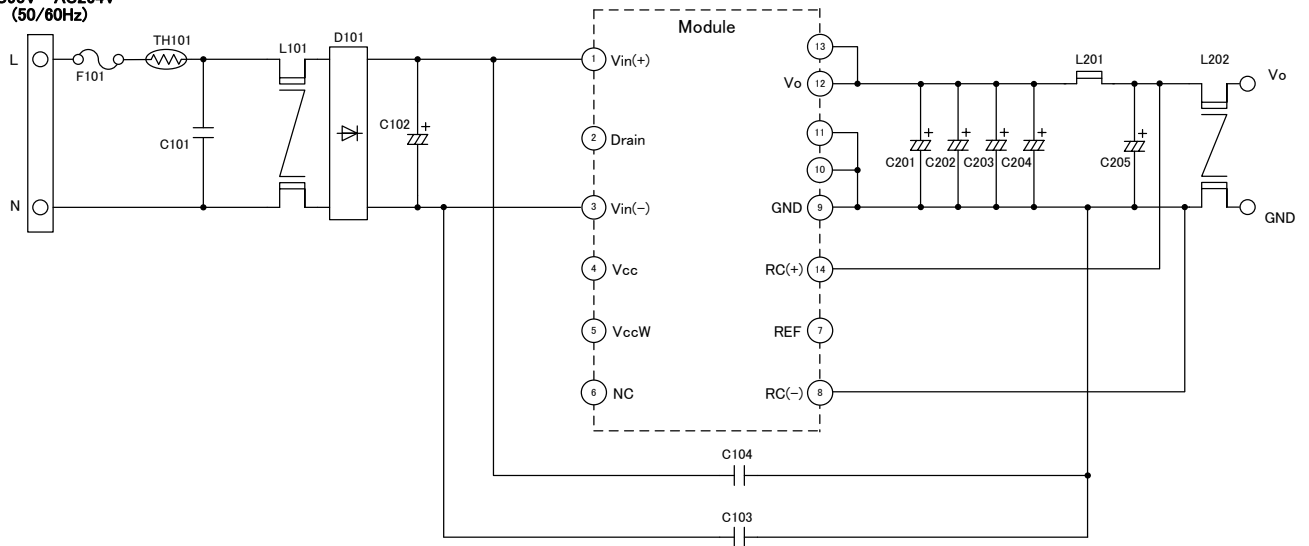 (50/60Hz)
L
N
F101
TH101
C101
L101
D101
C102
Module
1 Vin(+)
2 Drain
3 Vin(-)
4 Vcc
5 VccW
6 NC
13
Vo 12
11
10
GND 9
RC(+) 14
REF 7
RC(-) 8
C201
C202
C203
C204
L201
C205
L202
Vo
GND
C104
C103